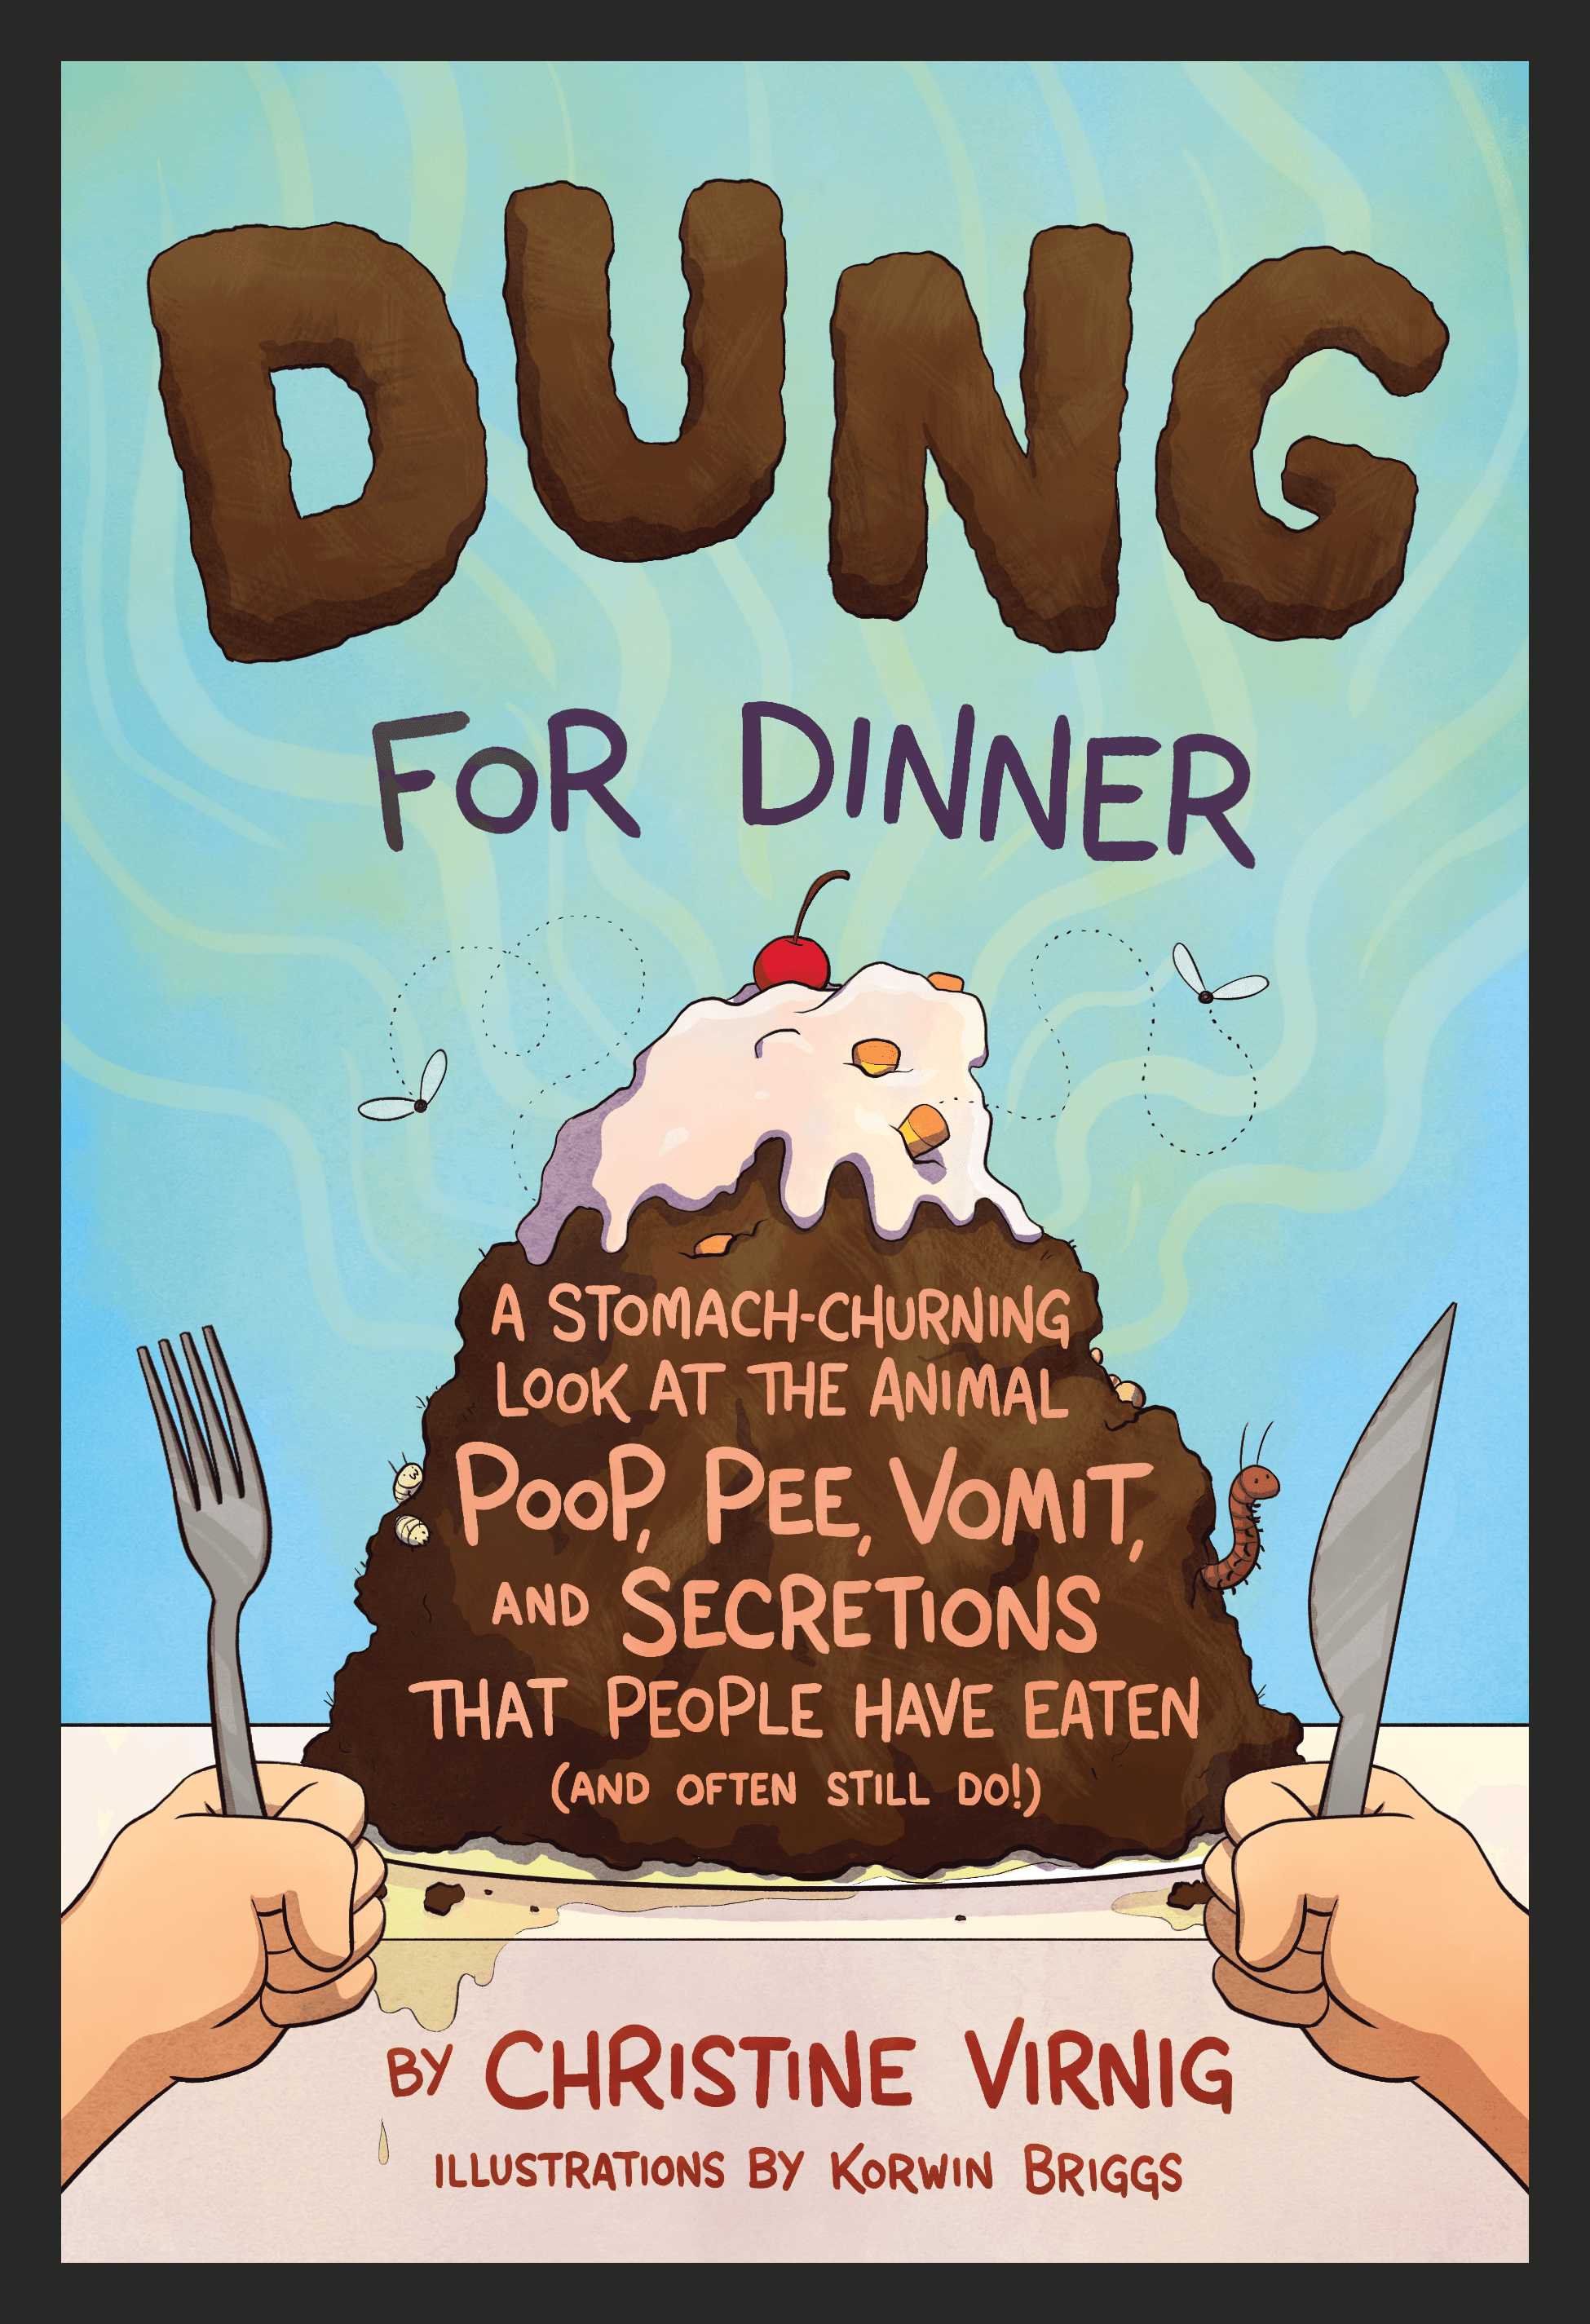 DUNG
FOR DINNER
A STOMACH-CHURNING
LOOK AT THE ANIMAL
POOP, PEE, VOMIT,
AND SECRETIONS
THAT PEOPLE HAVE EATEN
(AND OFTEN STILL DO!)
BY CHRISTINE VIRNIG
ILLUSTRATIONS BY KORWIN BRIGGS